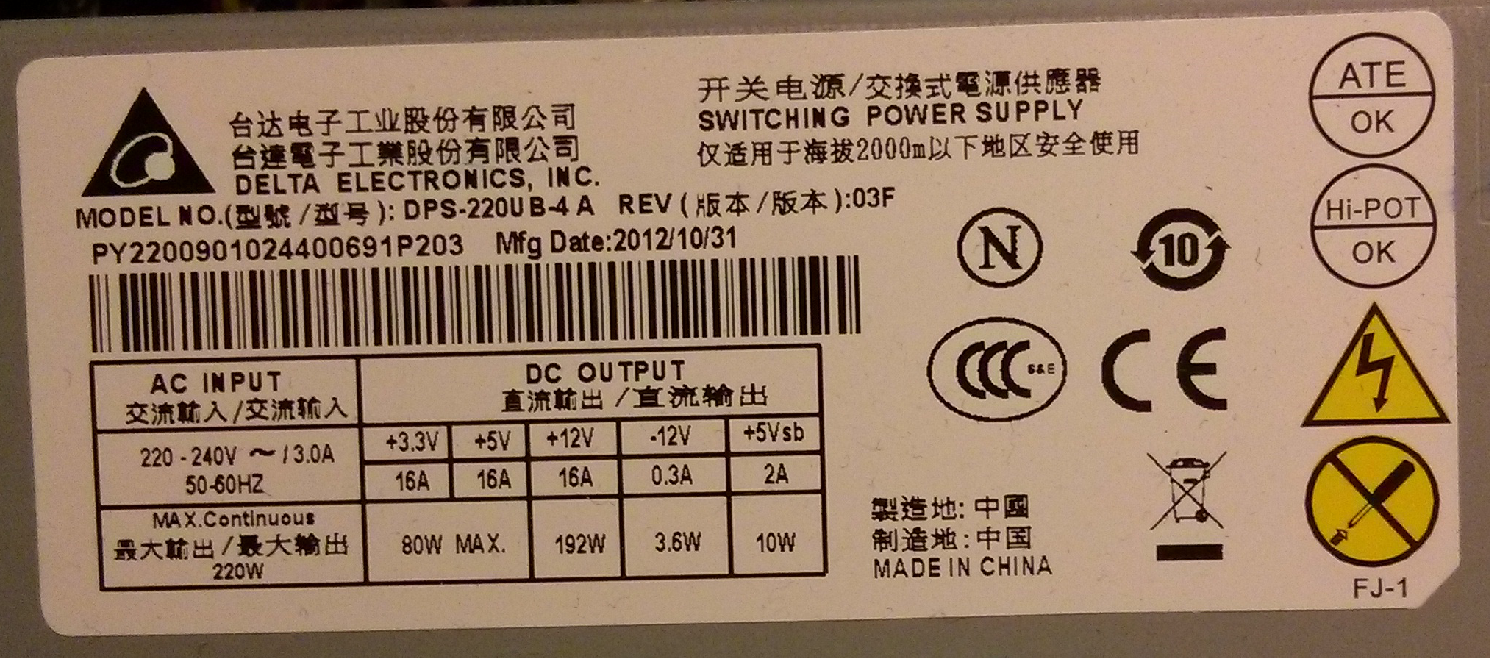 台达电子工业股份有限公司
台達電子工業股份有限公司
DELTA ELECTRONICS, INC.
开关电源/交換式電源供應器
SWITCHING POWER SUPPLY
仅适用于海拔2000m以下地区安全使用
MODEL NO.(型號/型号): DPS-220UB-4 A REV (版本/版本):03F
PY2200901024400691P203 Mfg Date:2012/10/31
AC INPUT
交流輸入/交流输入
DC OUTPUT
直流輸出/直流输出
220-240V ～/3.0A
50-60HZ
+3.3V +5V +12V -12V +5Vsb
16A 16A 16A 0.3A 2A
MAX.Continuous
最大輸出/最大输出
220W
80W MAX. 192W 3.6W 10W
N
10
CCC S&E
CE
製造地: 中國
制造地: 中国
MADE IN CHINA
ATE
OK
Hi-POT
OK
FJ-1